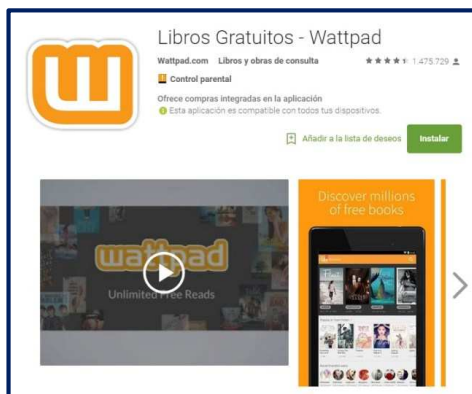 Libros Gratuitos - Wattpad
Wattpad.com Libros y obras de consulta 1.475.729
Control parental
Ofrece compras integradas en la aplicación
Esta aplicación es compatible con todos tus dispositivos.
Añadir a la lista de deseos Instalar
wattpad
Unlimited Free Reads
Discover millions
of free books